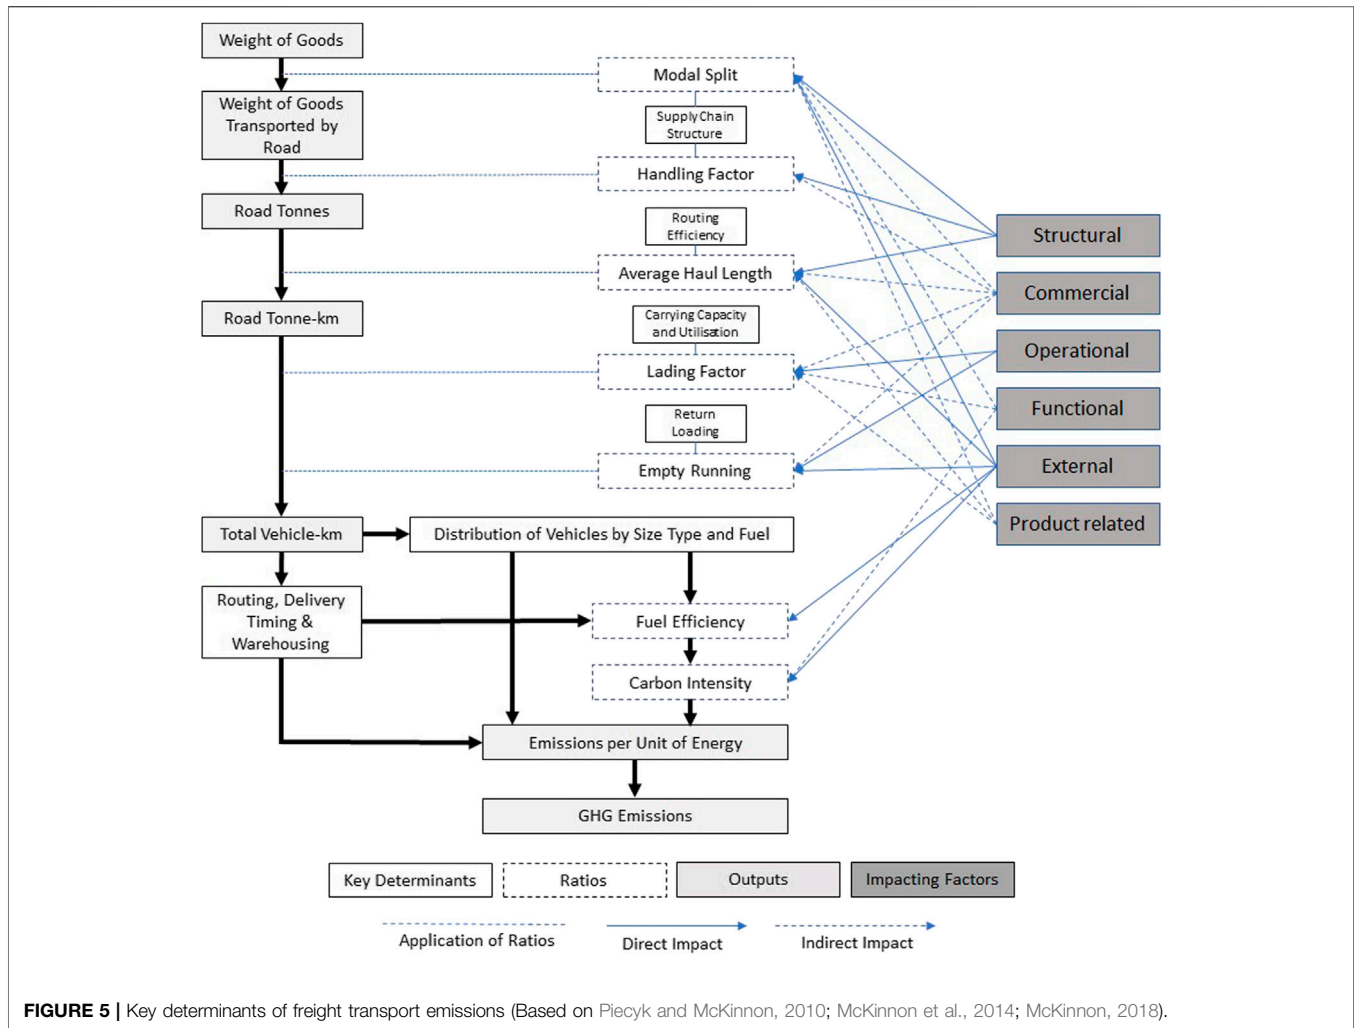 Weight of Goods
Weight of Goods
Transported by
Road
Road Tonnes
Road Tonne-km
Total Vehicle-km
Routing, Delivery
Timing &
Warehousing
Modal Split
Supply Chain
Structure
Handling Factor
Routing
Efficiency
Average Haul Length
Carrying Capacity
and Utilisation
Lading Factor
Return
Loading
Empty Running
Distribution of Vehicles by Size Type and Fuel
Fuel Efficiency
Carbon Intensity
Emissions per Unit of Energy
GHG Emissions
Structural
Commercial
Operational
Functional
External
Product related
Key Determinants
Ratios
Outputs
Impacting Factors
Application of Ratios
Direct Impact
Indirect Impact
FIGURE 5 | Key determinants of freight transport emissions (Based on Piecyk and McKinnon, 2010; McKinnon et al., 2014; McKinnon, 2018).